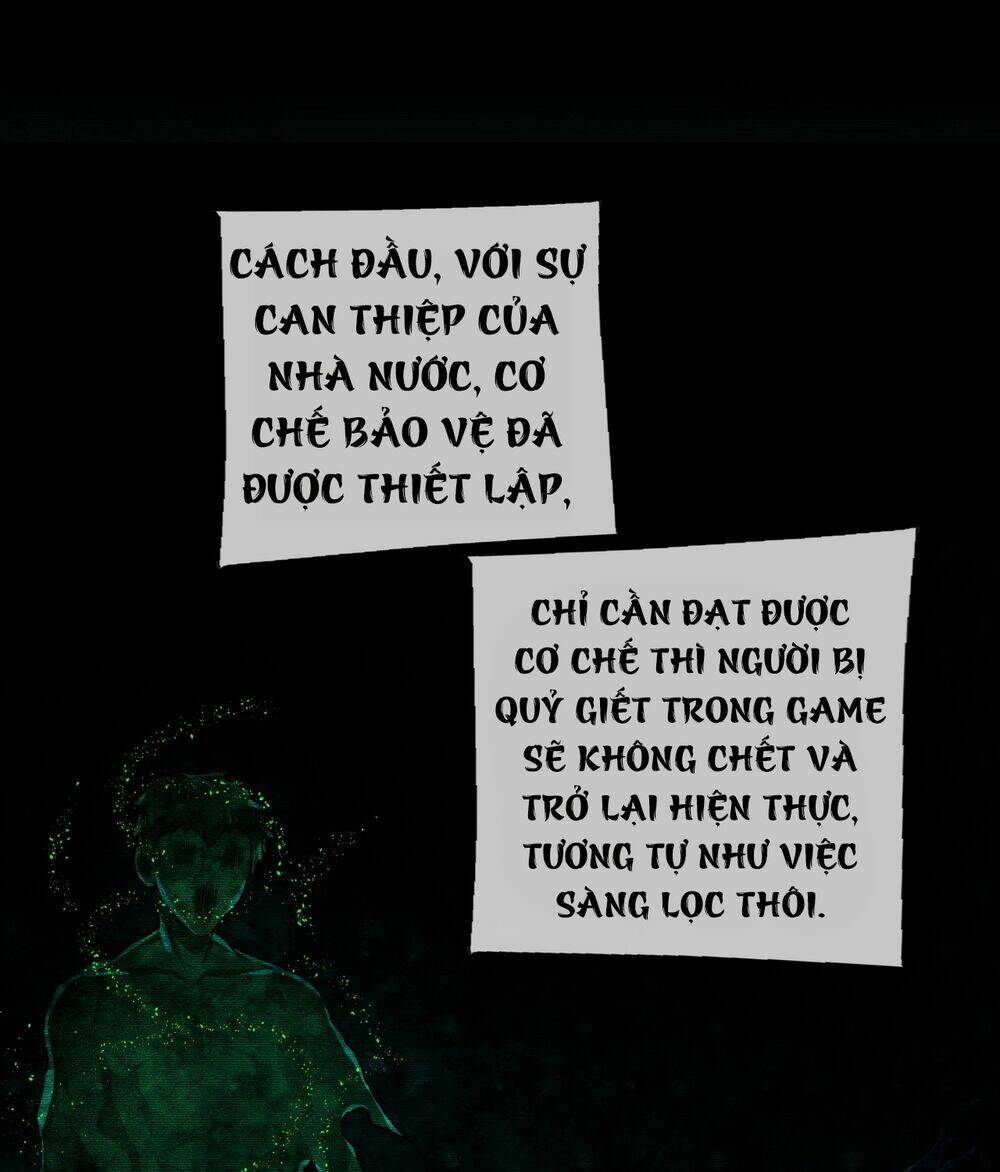 CÁCH ĐẦU, VỚI SỰ
CAN THIỆP CỦA
NHÀ NƯỚC, CƠ
CHẾ BẢO VỆ ĐÃ
ĐƯỢC THIẾT LẬP,
CHỈ CẦN ĐẠT ĐƯỢC
CƠ CHẾ THÌ NGƯỜI BỊ
QUỶ GIẾT TRONG GAME
SẼ KHÔNG CHẾT VÀ
TRỞ LẠI HIỆN THỰC,
TƯƠNG TỰ NHƯ VIỆC
SÀNG LỌC THÔI.